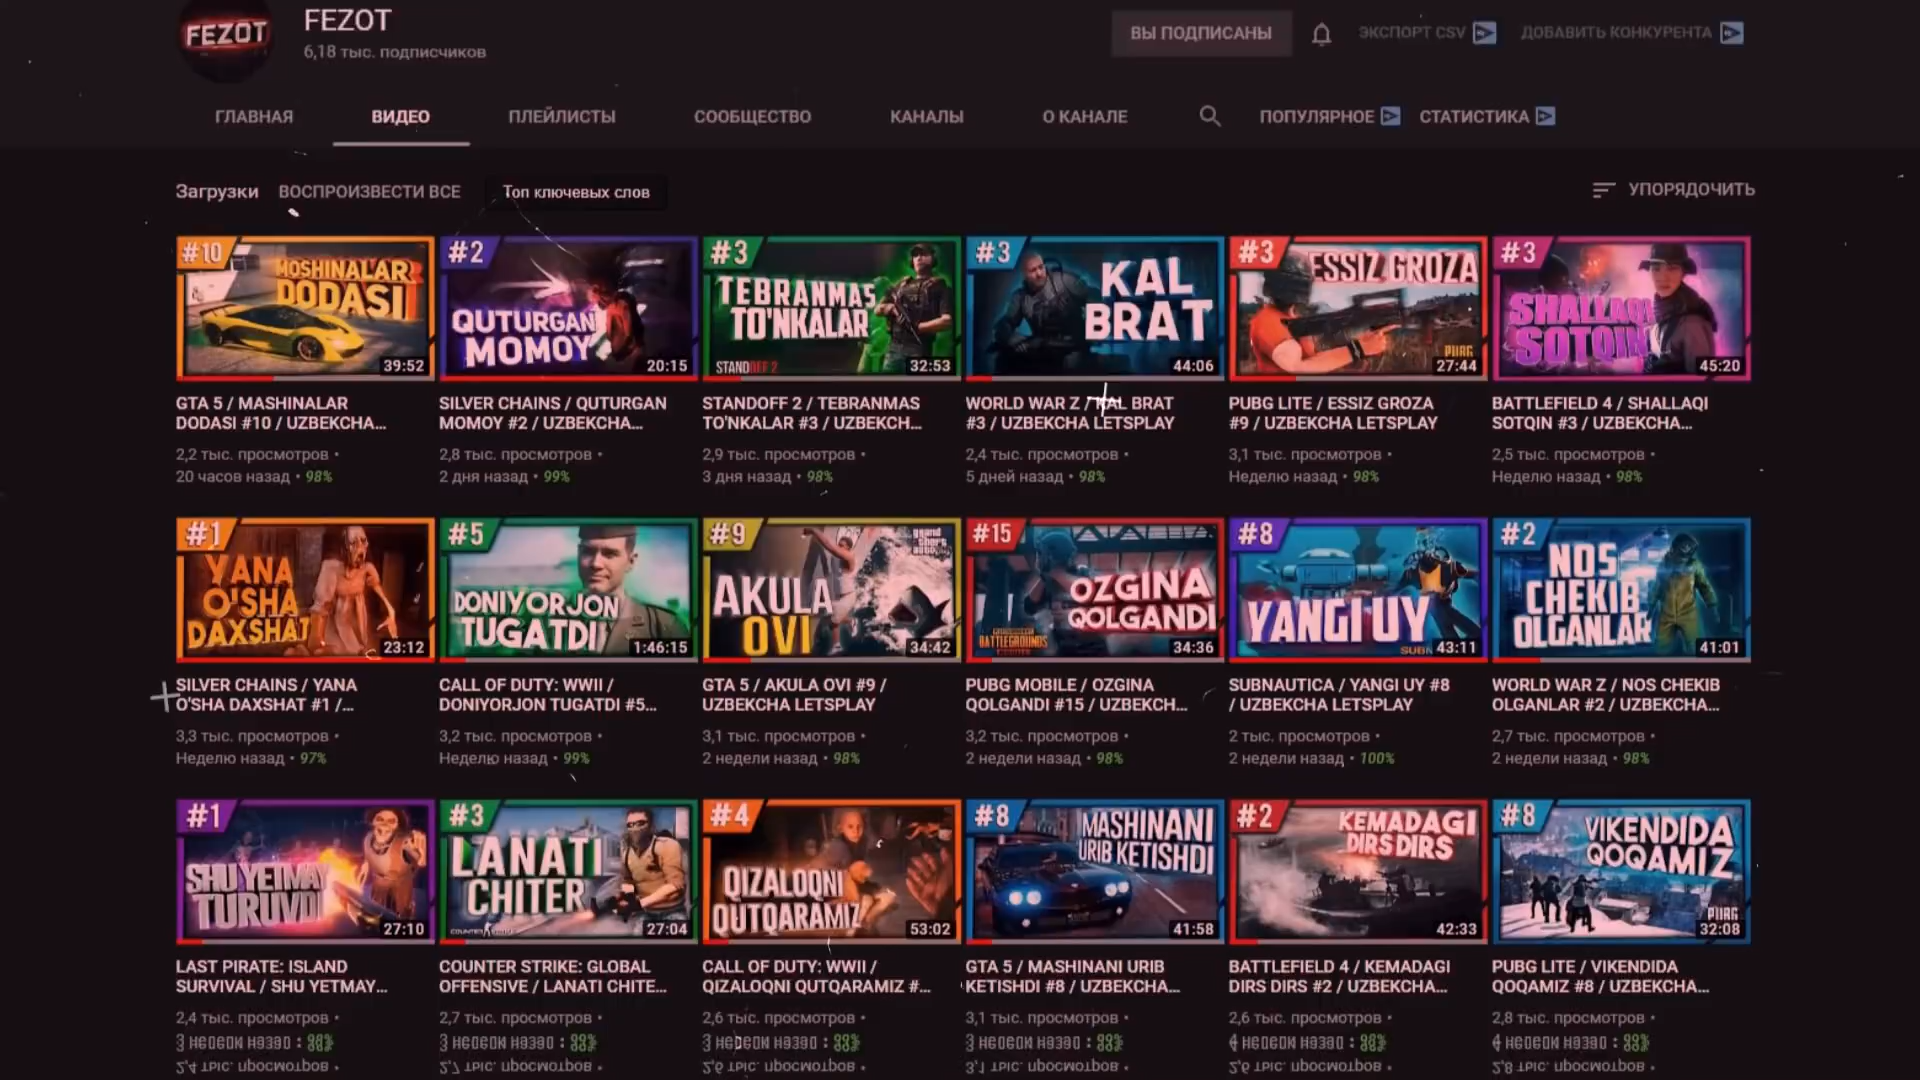 FEZOT
FEZOT
6,18 тыс. подписчиков
ВЫ ПОДПИСАНЫ
ЭКСПОРТ CSV
ДОБАВИТЬ КОНКУРЕНТА
ГЛАВНАЯ
ВИДЕО
ПЛЕЙЛИСТЫ
СООБЩЕСТВО
КАНАЛЫ
О КАНАЛЕ
ПОПУЛЯРНОЕ
СТАТИСТИКА
Загрузки
ВОСПРОИЗВЕСТИ ВСЕ
Топ ключевых слов
УПОРЯДОЧИТЬ
#10
MOSHINALAR
DODASI
39:52
GTA 5 / MASHINALAR
DODASI #10 / UZBEKCHA...
2,2 тыс. просмотров •
20 часов назад • 98%
#2
QUTURGAN
MOMOY
20:15
SILVER CHAINS / QUTURGAN
MOMOY #2 / UZBEKCHA...
2,8 тыс. просмотров •
2 дня назад • 99%
#3
TEBRANMAS
TO'NKALAR
STANDOFF 2
32:53
STANDOFF 2 / TEBRANMAS
TO'NKALAR #3 / UZBEKCH...
2,9 тыс. просмотров •
3 дня назад • 98%
#3
KAL
BRAT
44:06
WORLD WAR Z / KAL BRAT
#3 / UZBEKCHA LETSPLAY
2,4 тыс. просмотров •
5 дней назад • 98%
#3
ESSIZ GROZA
PUBG
27:44
PUBG LITE / ESSIZ GROZA
#9 / UZBEKCHA LETSPLAY
3,1 тыс. просмотров •
Неделю назад • 98%
#3
SHALLAQI
SOTQIN
45:20
BATTLEFIELD 4 / SHALLAQI
SOTQIN #3 / UZBEKCHA...
2,5 тыс. просмотров •
Неделю назад • 98%
#1
YANA
O'SHA
DAXSHAT
23:12
SILVER CHAINS / YANA
O'SHA DAXSHAT #1 /...
3,3 тыс. просмотров •
Неделю назад • 97%
#5
DONIYORJON
TUGATDI
1:46:15
CALL OF DUTY: WWII /
DONIYORJON TUGATDI #5...
3,2 тыс. просмотров •
Неделю назад • 99%
#9
grand
theft
auto
AKULA
OVI
34:42
GTA 5 / AKULA OVI #9 /
UZBEKCHA LETSPLAY
3,1 тыс. просмотров •
2 недели назад • 98%
#15
OZGINA
QOLGANDI
BATTLEGROUNDS
34:36
PUBG MOBILE / OZGINA
QOLGANDI #15 / UZBEKCH...
3,2 тыс. просмотров •
2 недели назад • 98%
#8
YANGI UY
SUBN
43:11
SUBNAUTICA / YANGI UY #8
/ UZBEKCHA LETSPLAY
2 тыс. просмотров •
2 недели назад • 100%
#2
NOS
CHEKIB
OLGANLAR
41:01
WORLD WAR Z / NOS CHEKIB
OLGANLAR #2 / UZBEKCHA...
2,7 тыс. просмотров •
2 недели назад • 98%
#1
SHU YETMAY
TURUVDI
27:10
LAST PIRATE: ISLAND
SURVIVAL / SHU YETMAY...
2,4 тыс. просмотров •
#3
LANATI
CHITER
COUNTER STRIKE
27:04
COUNTER STRIKE: GLOBAL
OFFENSIVE / LANATI CHITE...
2,7 тыс. просмотров •
#4
QIZALOQNI
QUTQARAMIZ
53:02
CALL OF DUTY: WWII /
QIZALOQNI QUTQARAMIZ #...
2,6 тыс. просмотров •
#8
MASHINANI
URIB KETISHDI
41:58
GTA 5 / MASHINANI URIB
KETISHDI #8 / UZBEKCHA...
3,1 тыс. просмотров •
#2
KEMADAGI
DIRS DIRS
42:33
BATTLEFIELD 4 / KEMADAGI
DIRS DIRS #2 / UZBEKCHA...
2,6 тыс. просмотров •
#8
VIKENDIDA
QOQAMIZ
PUBG
32:08
PUBG LITE / VIKENDIDA
QOQAMIZ #8 / UZBEKCHA...
2,8 тыс. просмотров •